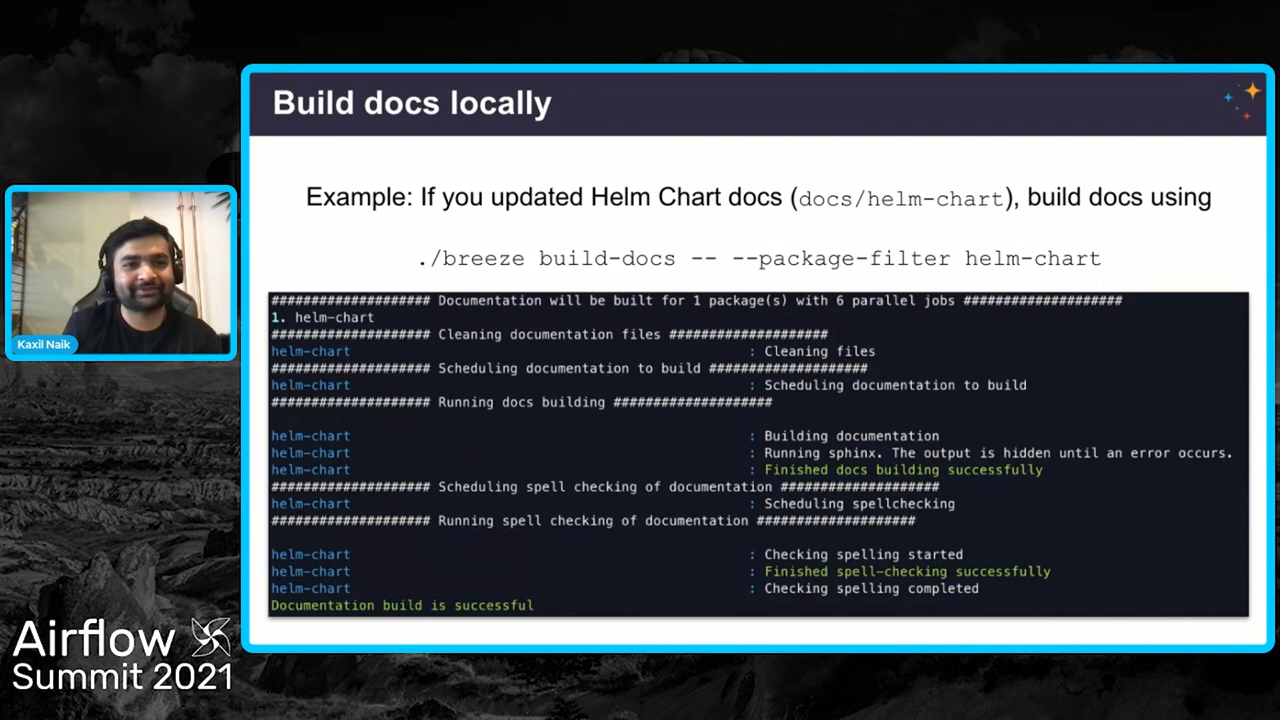 Build docs locally
Example: If you updated Helm Chart docs (docs/helm-chart), build docs using
./breeze build-docs -- --package-filter helm-chart
#################### Documentation will be built for 1 package(s) with 6 parallel jobs ####################
1. helm-chart
#################### Cleaning documentation files ####################
helm-chart : Cleaning files
#################### Scheduling documentation to build ####################
helm-chart : Scheduling documentation to build
#################### Running docs building ####################
helm-chart : Building documentation
helm-chart : Running sphinx. The output is hidden until an error occurs.
helm-chart : Finished docs building successfully
#################### Scheduling spell checking of documentation ####################
helm-chart : Scheduling spellchecking
#################### Running spell checking of documentation ####################
helm-chart : Checking spelling started
helm-chart : Finished spell-checking successfully
helm-chart : Checking spelling completed
Documentation build is successful
Kaxil Naik
Airflow
Summit 2021